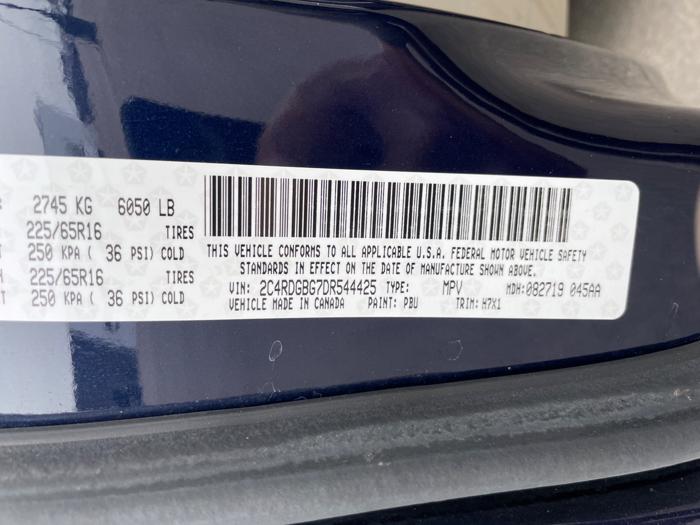 2745 KG 6050 LB
225/65R16 TIRES
250 KPA ( 36 PSI) COLD
225/65R16 TIRES
250 KPA ( 36 PSI) COLD
THIS VEHICLE CONFORMS TO ALL APPLICABLE U.S.A. FEDERAL MOTOR VEHICLE SAFETY
STANDARDS IN EFFECT ON THE DATE OF MANUFACTURE SHOWN ABOVE.
VIN: 2C4RDGBG7DR544425 TYPE: MPV MDH: 082719 045AA
VEHICLE MADE IN CANADA PAINT: PBU TRIM: H7X1